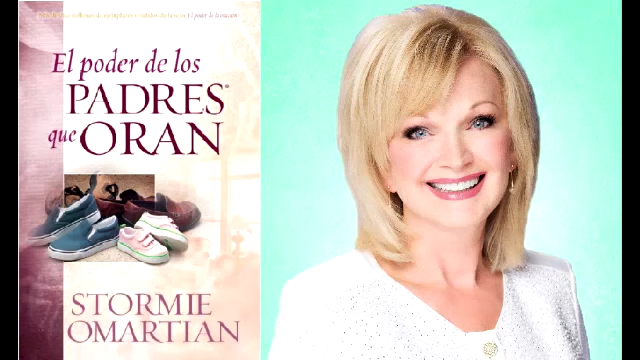 El poder de los
PADRES®
que ORAN
STORMIE
OMARTIAN